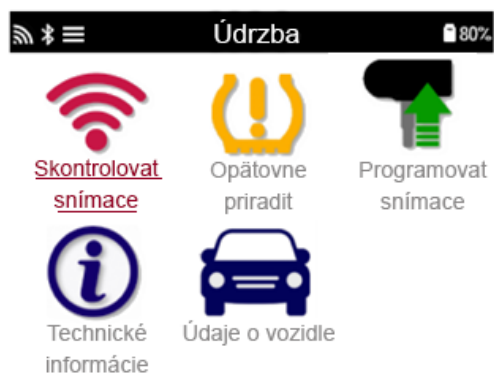 Údrzba
80%
Skontrolovat
snímace
Opätovne
priradit
Programovat
snímace
Technické
informácie
Údaje o vozidle